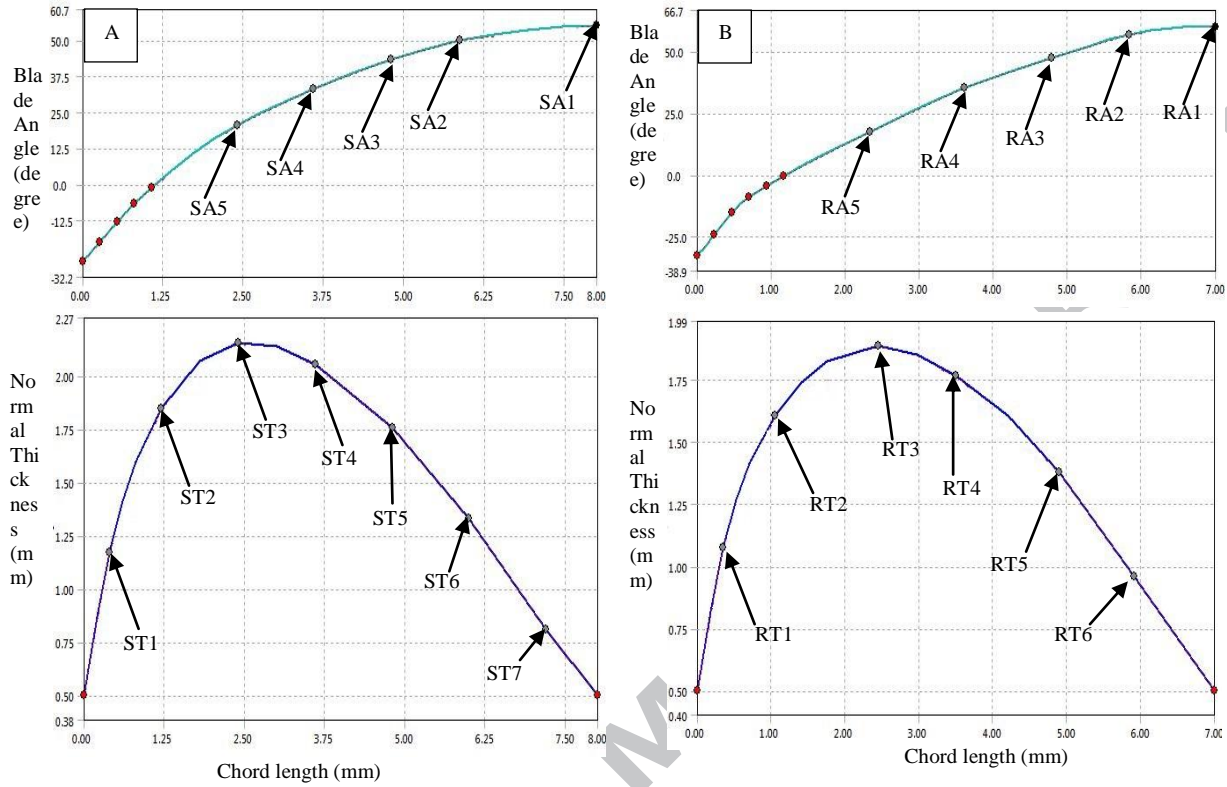 A
60.7
50.0
37.5
25.0
12.5
0.0
-12.5
-32.2
Bla
de
An
gle
(de
gre
e)
SA1
SA2
SA3
SA4
SA5
0.00 1.25 2.50 3.75 5.00 6.25 7.50 8.00
B
66.7
50.0
25.0
0.0
-25.0
-38.9
Bla
de
An
gle
(de
gre
e)
RA1
RA2
RA3
RA4
RA5
0.00 1.00 2.00 3.00 4.00 5.00 6.00 7.00
2.27
2.00
1.75
1.50
1.25
1.00
0.75
0.50
0.38
No
rm
al
Thi
ck
nes
s
(m
m)
ST1
ST2
ST3
ST4
ST5
ST6
ST7
0.00 1.25 2.50 3.75 5.00 6.25 7.50 8.00
Chord length (mm)
1.99
1.75
1.50
1.25
1.00
0.75
0.50
0.40
No
rm
al
Thi
ckn
ess
(m
m)
RT1
RT2
RT3
RT4
RT5
RT6
0.00 1.00 2.00 3.00 4.00 5.00 6.00 7.00
Chord length (mm)
M